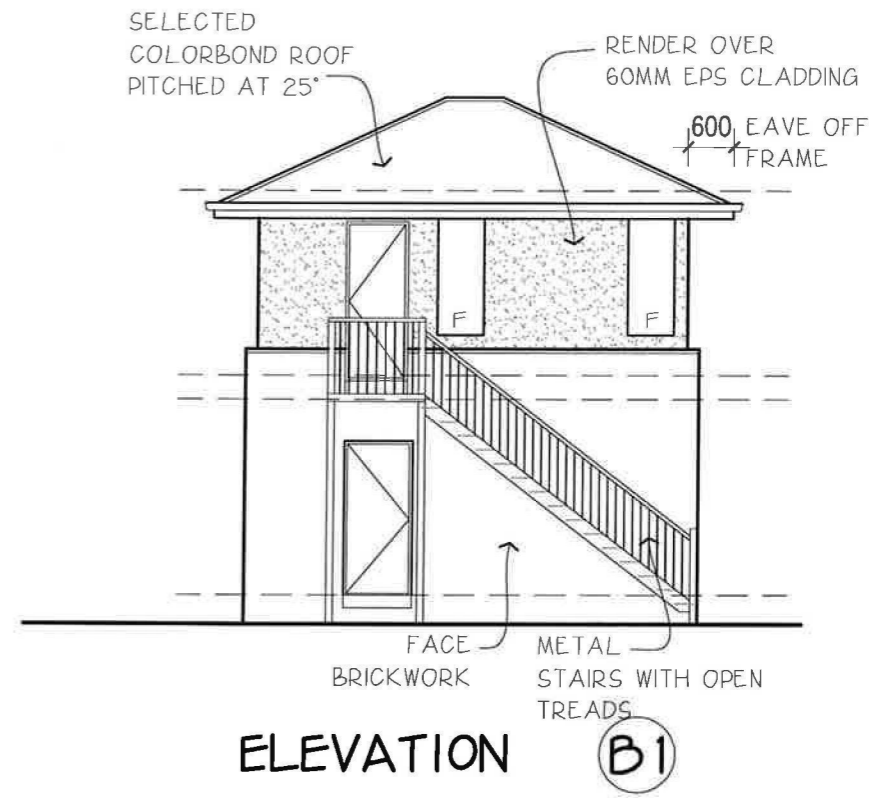 SELECTED
COLORBOND ROOF
PITCHED AT 25°
RENDER OVER
60MM EPS CLADDING
600 EAVE OFF
FRAME
F
F
FACE
BRICKWORK
METAL
STAIRS WITH OPEN
TREADS
ELEVATION B1